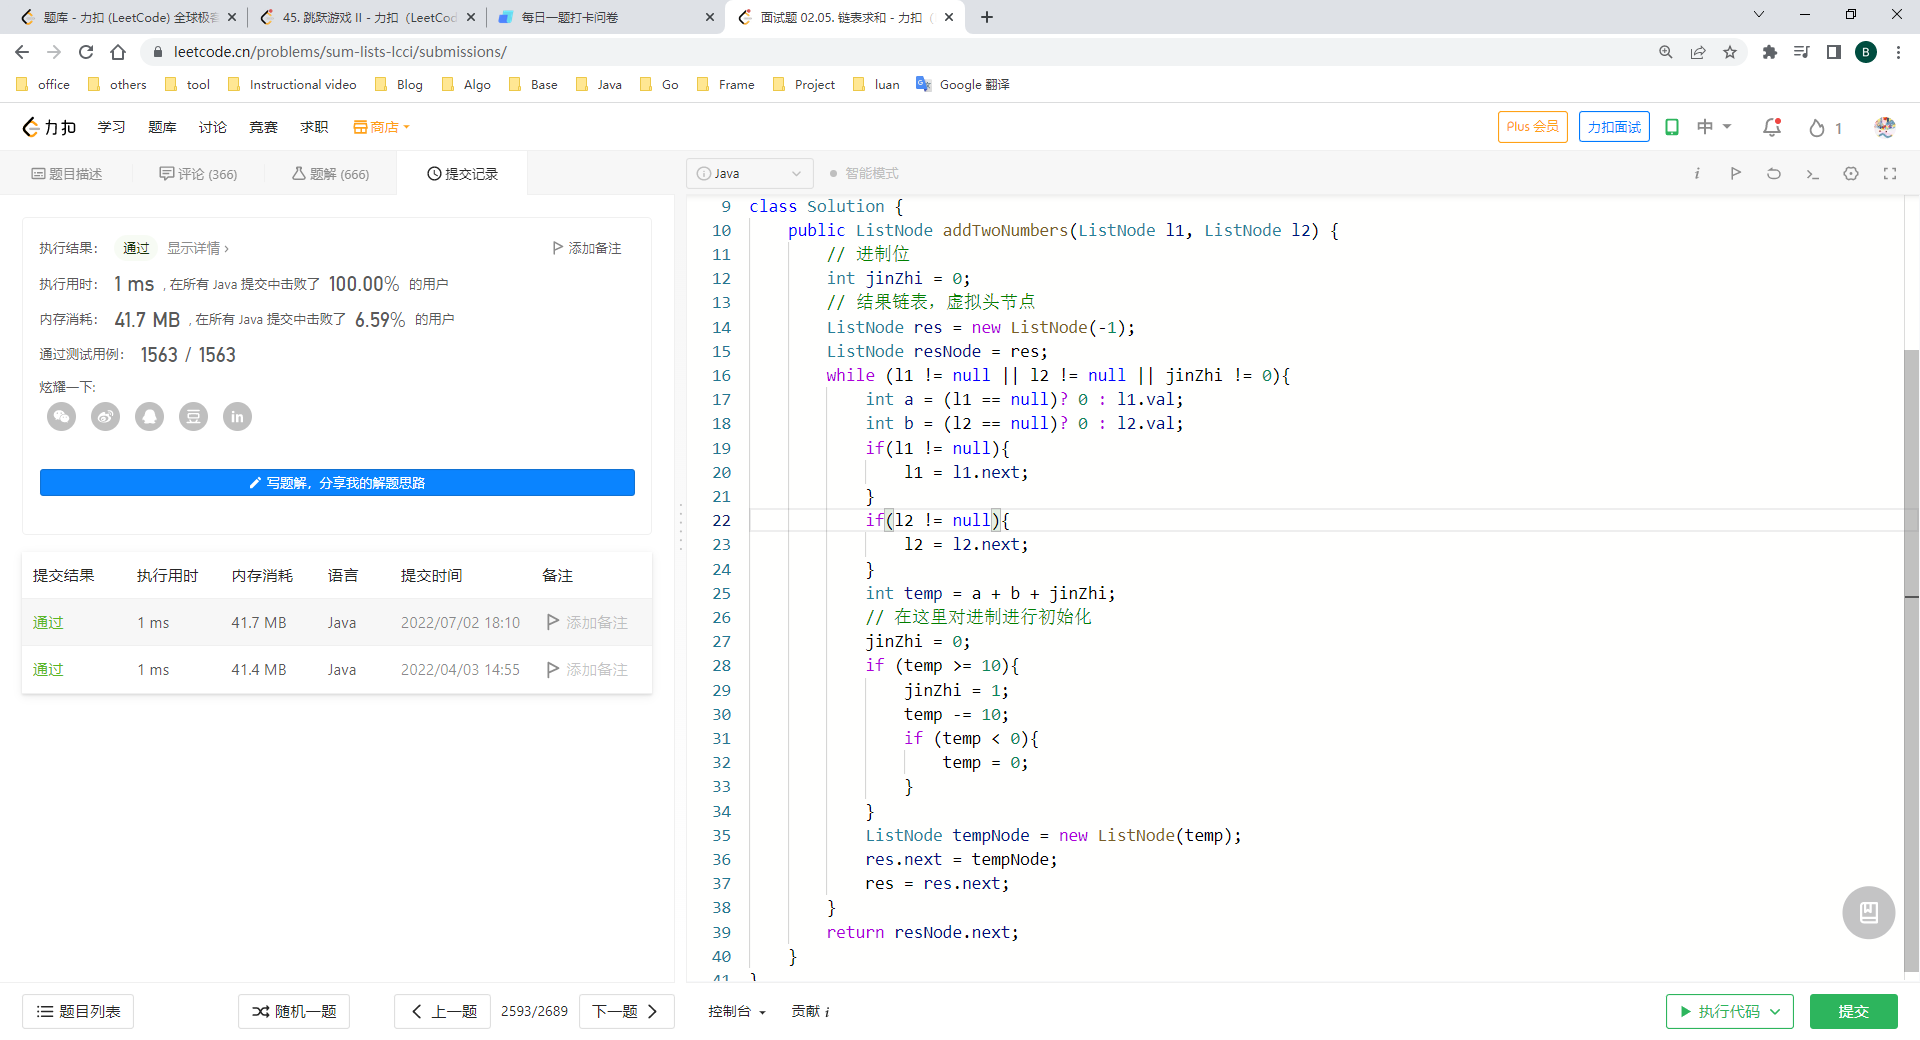 题库 - 力扣 (LeetCode) 全球极客
45. 跳跃游戏 II - 力扣（LeetCod
每日一题打卡问卷
面试题 02.05. 链表求和 - 力扣（
leetcode.cn/problems/sum-lists-lcci/submissions/
B
office others tool Instructional video Blog Algo Base Java Go Frame Project luan Google 翻译
力扣 学习 题库 讨论 竞赛 求职 商店 Plus 会员 力扣面试 中 1
题目描述 评论 (366) 题解 (666) 提交记录
Java 智能模式
执行结果： 通过 显示详情 › 添加备注
执行用时： 1 ms , 在所有 Java 提交中击败了 100.00% 的用户
内存消耗： 41.7 MB , 在所有 Java 提交中击败了 6.59% 的用户
通过测试用例： 1563 / 1563
炫耀一下:
豆 in
写题解，分享我的解题思路
提交结果 执行用时 内存消耗 语言 提交时间 备注
通过 1 ms 41.7 MB Java 2022/07/02 18:10 添加备注
通过 1 ms 41.4 MB Java 2022/04/03 14:55 添加备注
9 class Solution {
10 public ListNode addTwoNumbers(ListNode l1, ListNode l2) {
11 // 进制位
12 int jinZhi = 0;
13 // 结果链表，虚拟头节点
14 ListNode res = new ListNode(-1);
15 ListNode resNode = res;
16 while (l1 != null || l2 != null || jinZhi != 0){
17 int a = (l1 == null)? 0 : l1.val;
18 int b = (l2 == null)? 0 : l2.val;
19 if(l1 != null){
20 l1 = l1.next;
21 }
22 if(l2 != null){
23 l2 = l2.next;
24 }
25 int temp = a + b + jinZhi;
26 // 在这里对进制进行初始化
27 jinZhi = 0;
28 if (temp >= 10){
29 jinZhi = 1;
30 temp -= 10;
31 if (temp < 0){
32 temp = 0;
33 }
34 }
35 ListNode tempNode = new ListNode(temp);
36 res.next = tempNode;
37 res = res.next;
38 }
39 return resNode.next;
40 }
41 }
题目列表 随机一题 上一题 2593/2689 下一题 控制台 贡献 i 执行代码 提交